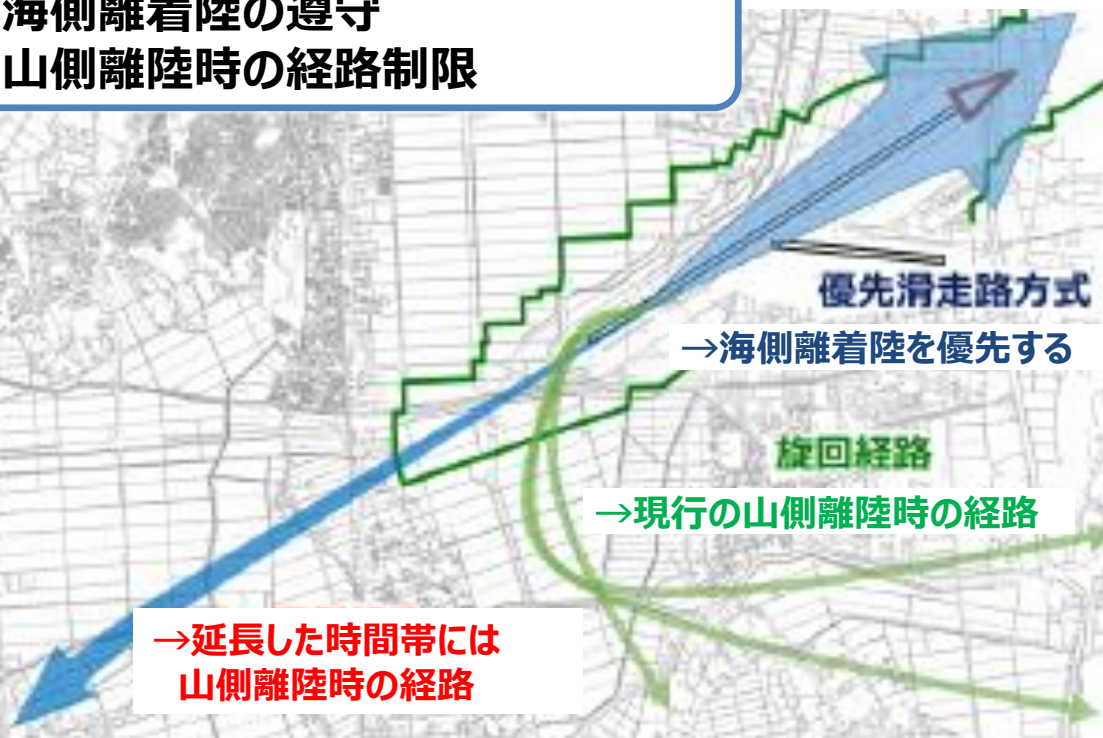 海側離着陸の遵守
山側離陸時の経路制限
優先滑走路方式
→海側離着陸を優先する
旋回経路
→現行の山側離陸時の経路
→延長した時間帯には
山側離陸時の経路